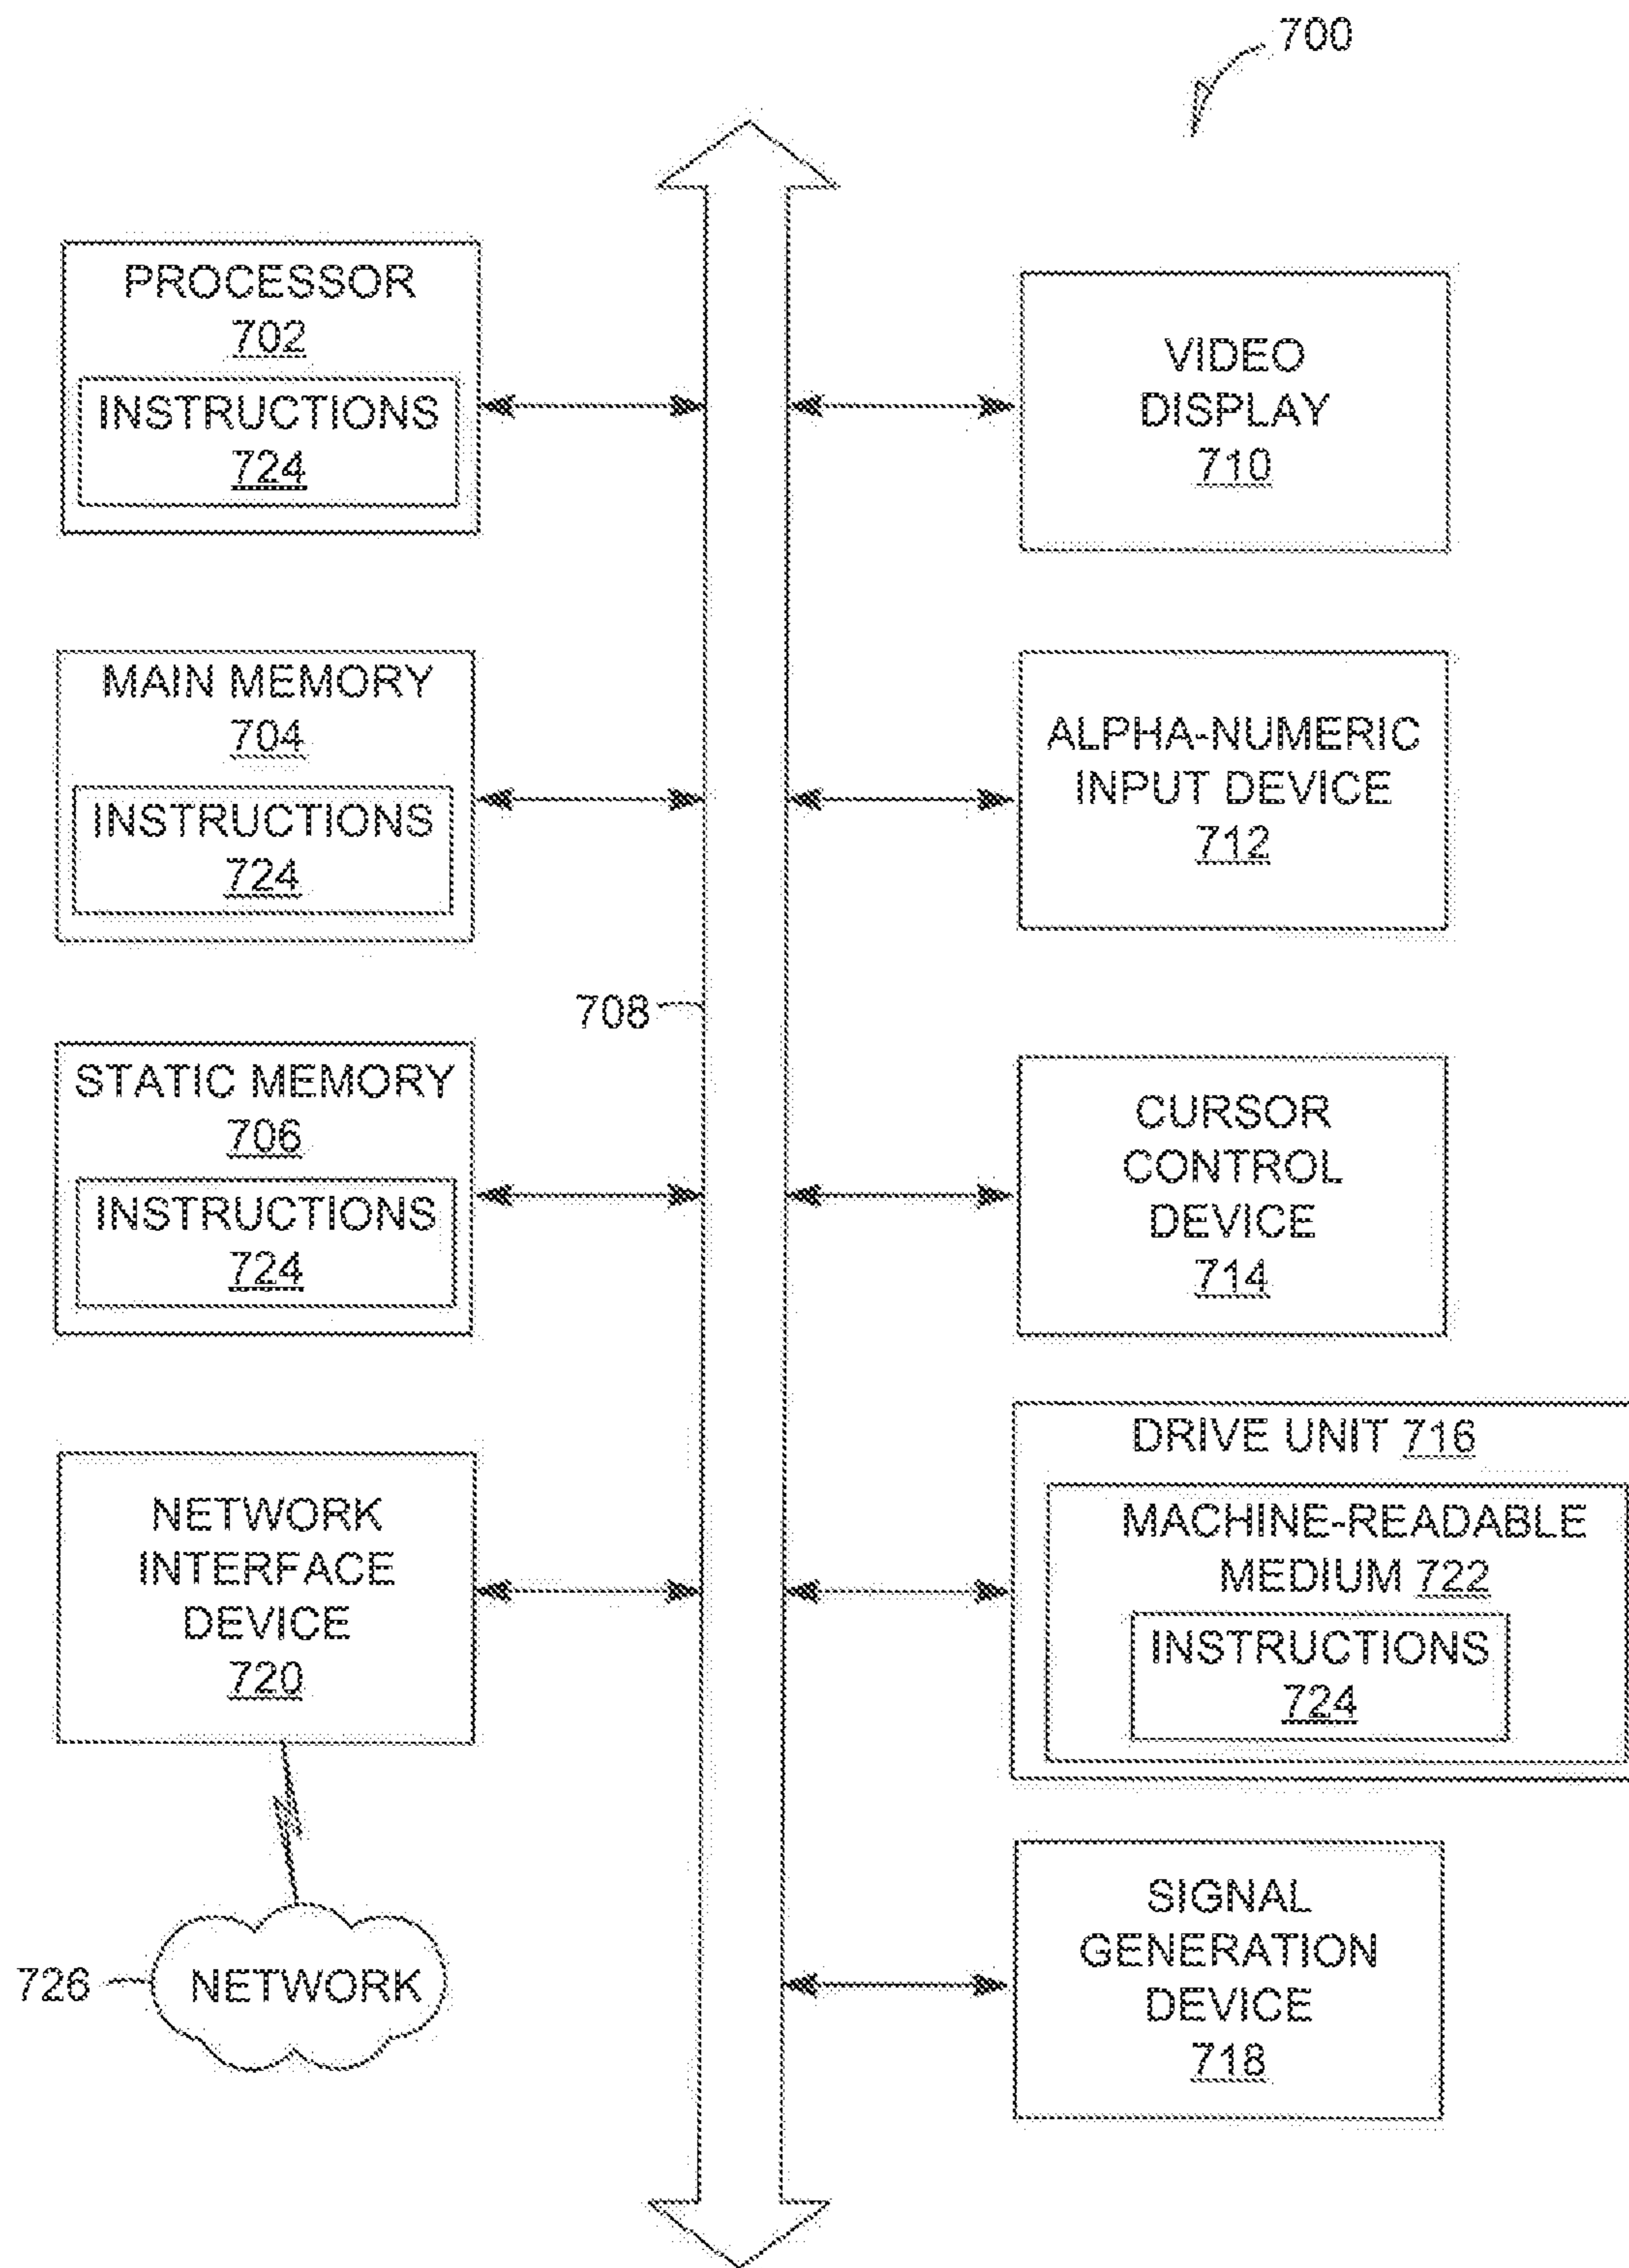 700
PROCESSOR
702
INSTRUCTIONS
724
MAIN MEMORY
704
INSTRUCTIONS
724
708
STATIC MEMORY
706
INSTRUCTIONS
724
NETWORK
INTERFACE
DEVICE
720
726
NETWORK
VIDEO
DISPLAY
710
ALPHA-NUMERIC
INPUT DEVICE
712
CURSOR
CONTROL
DEVICE
714
DRIVE UNIT 716
MACHINE-READABLE
MEDIUM 722
INSTRUCTIONS
724
SIGNAL
GENERATION
DEVICE
718